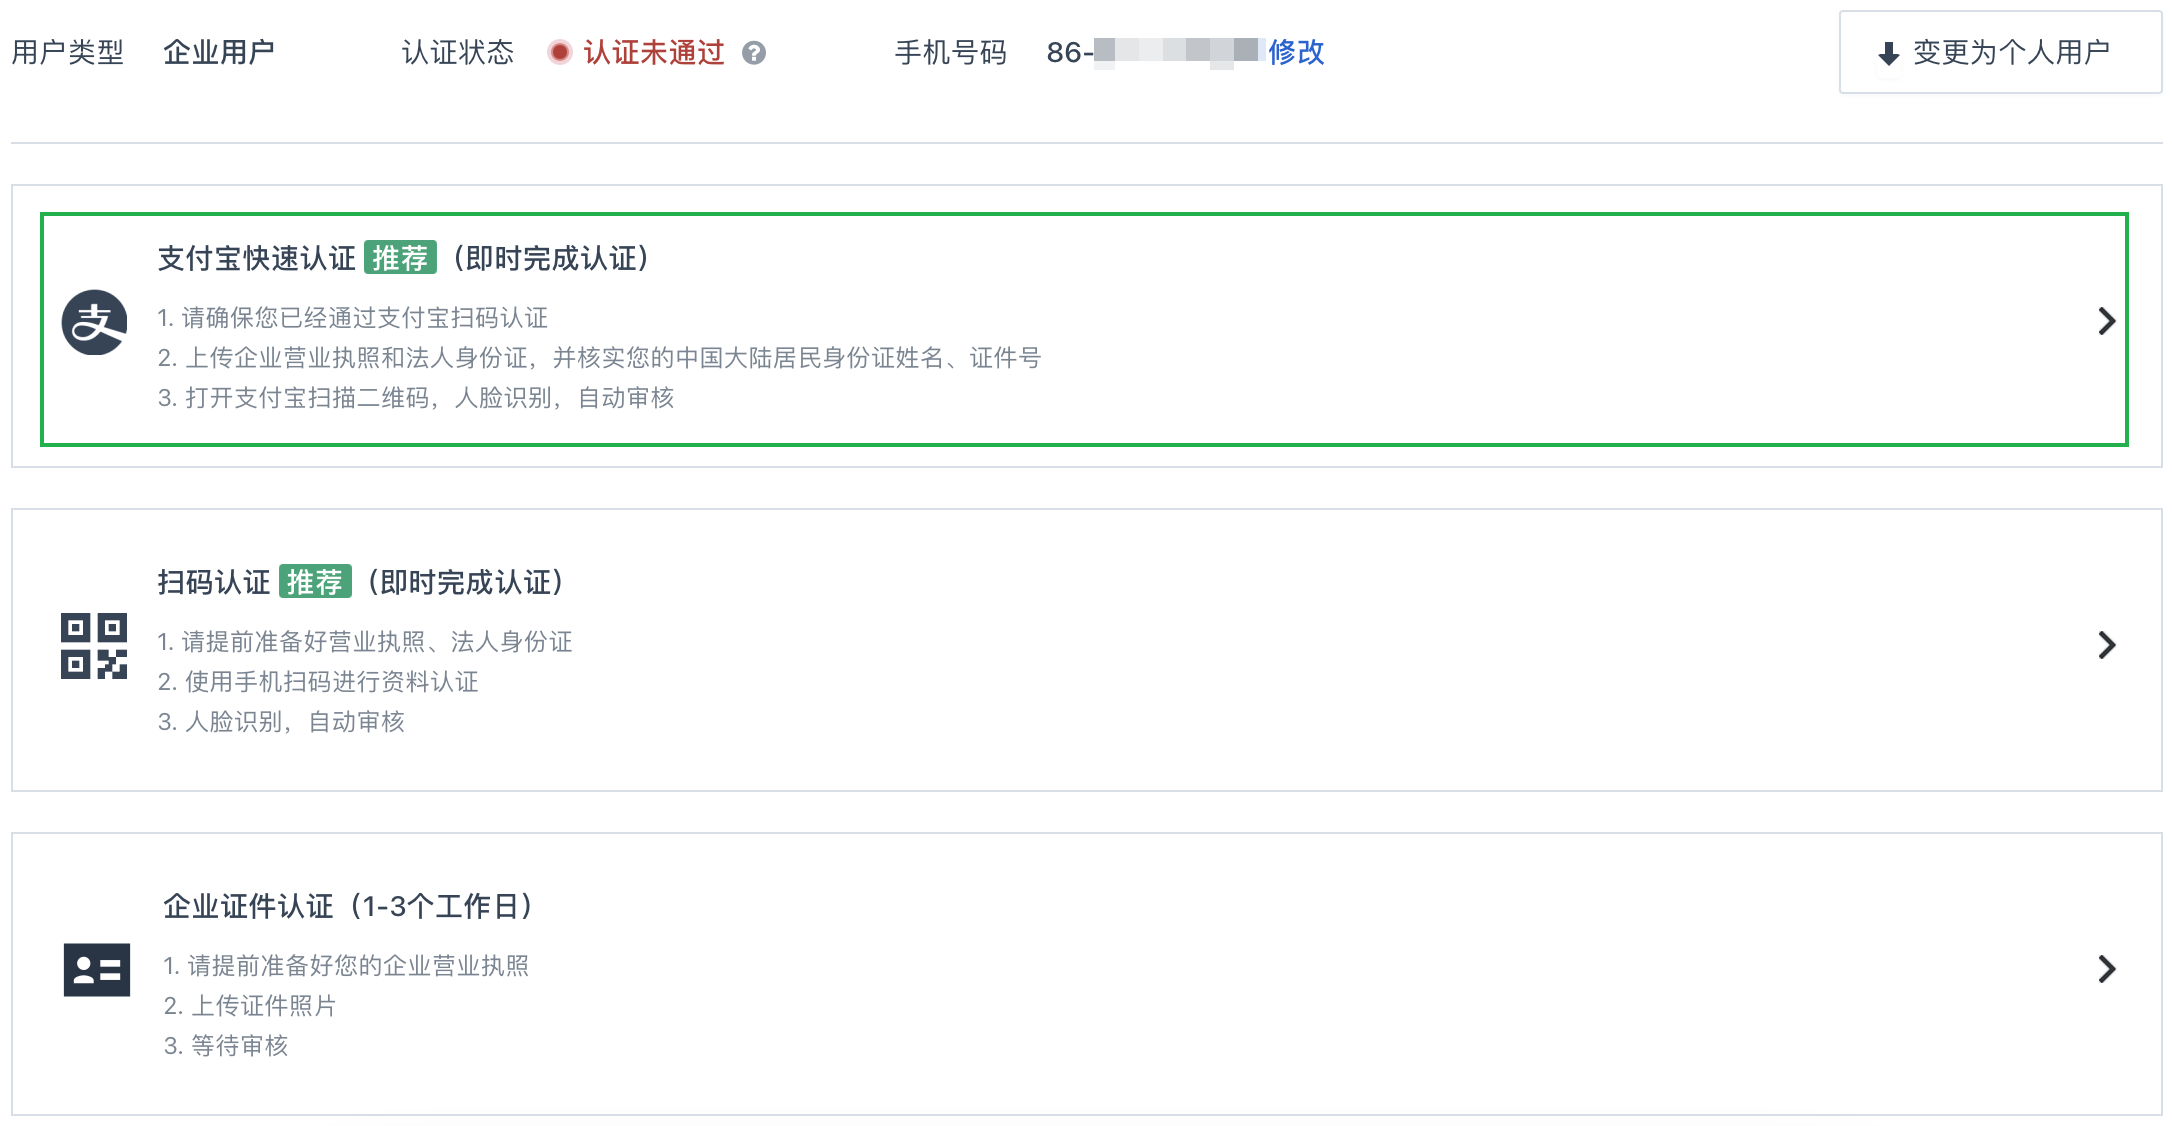 用户类型 企业用户 认证状态 认证未通过 ? 手机号码 86- 修改 变更为个人用户
支付宝快速认证 推荐 （即时完成认证）
1. 请确保您已经通过支付宝扫码认证
2. 上传企业营业执照和法人身份证，并核实您的中国大陆居民身份证姓名、证件号
3. 打开支付宝扫描二维码，人脸识别，自动审核
扫码认证 推荐 （即时完成认证）
1. 请提前准备好营业执照、法人身份证
2. 使用手机扫码进行资料认证
3. 人脸识别，自动审核
企业证件认证（1-3个工作日）
1. 请提前准备好您的企业营业执照
2. 上传证件照片
3. 等待审核